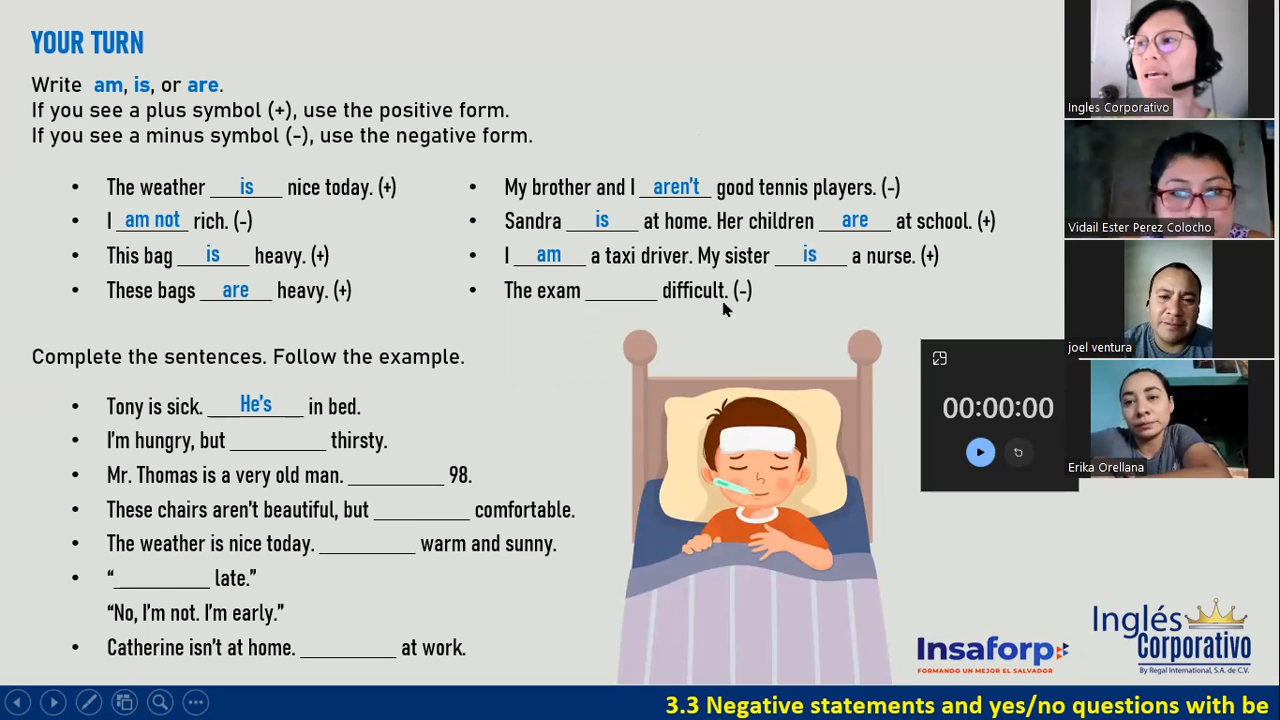 YOUR TURN
Write am, is, or are.
If you see a plus symbol (+), use the positive form.
If you see a minus symbol (-), use the negative form.
• The weather is nice today. (+)
• I am not rich. (-)
• This bag is heavy. (+)
• These bags are heavy. (+)
• My brother and I aren't good tennis players. (-)
• Sandra is at home. Her children are at school. (+)
• I am a taxi driver. My sister is a nurse. (+)
• The exam _______ difficult. (-)
Complete the sentences. Follow the example.
• Tony is sick. He's in bed.
• I'm hungry, but _________ thirsty.
• Mr. Thomas is a very old man. _________ 98.
• These chairs aren't beautiful, but _________ comfortable.
• The weather is nice today. _________ warm and sunny.
• “_________ late.”
“No, I'm not. I'm early.”
• Catherine isn't at home. _________ at work.
00:00:00
Ingles Corporativo
Vidail Ester Perez Colocho
joel ventura
Erika Orellana
Insaforp
FORMANDO UN MEJOR EL SALVADOR
Inglés
Corporativo
By Regal International, S.A. de C.V.
3.3 Negative statements and yes/no questions with be